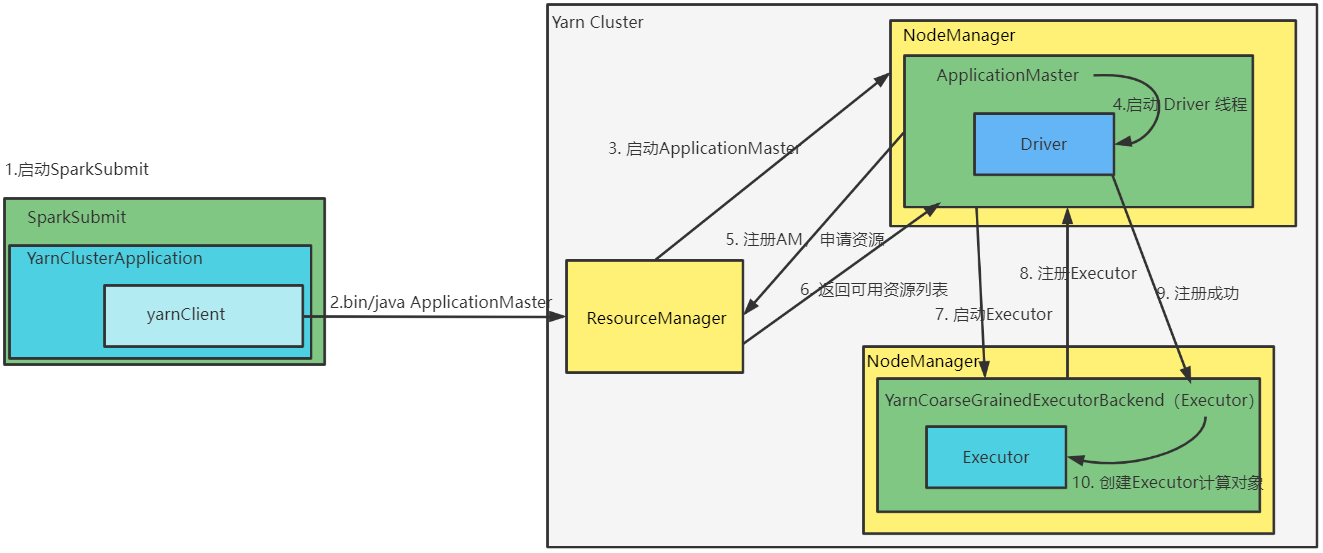 Yarn Cluster
NodeManager
ApplicationMaster
4.启动 Driver 线程
Driver
3. 启动ApplicationMaster
1.启动SparkSubmit
SparkSubmit
YarnClusterApplication
yarnClient
2.bin/java ApplicationMaster
5. 注册AM，申请资源
6. 返回可用资源列表
ResourceManager
8. 注册Executor
9. 注册成功
7. 启动Executor
NodeManager
YarnCoarseGrainedExecutorBackend（Executor）
Executor
10. 创建Executor计算对象